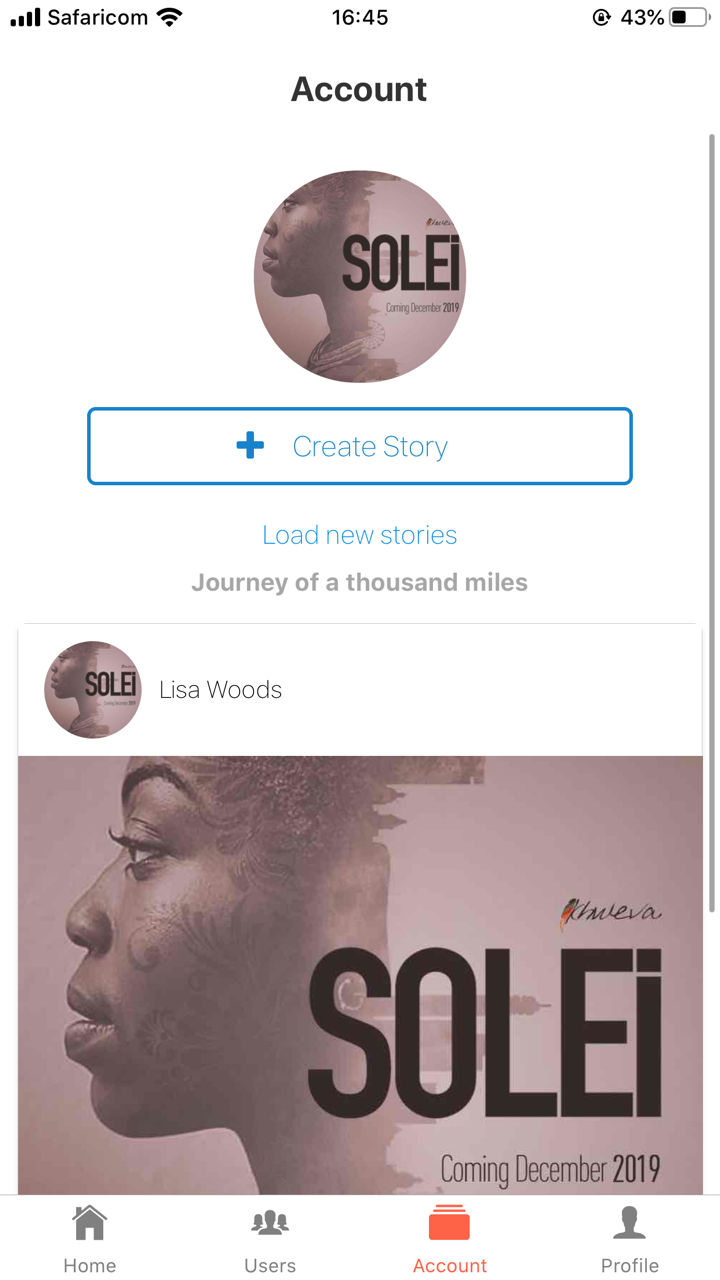 Safaricom 16:45 43%
Account
khweva
SOLEi
Coming December 2019
Create Story
Load new stories
Journey of a thousand miles
SOLEi
Coming December 2019
Lisa Woods
khweva
SOLEi
Coming December 2019
Home Users Account Profile